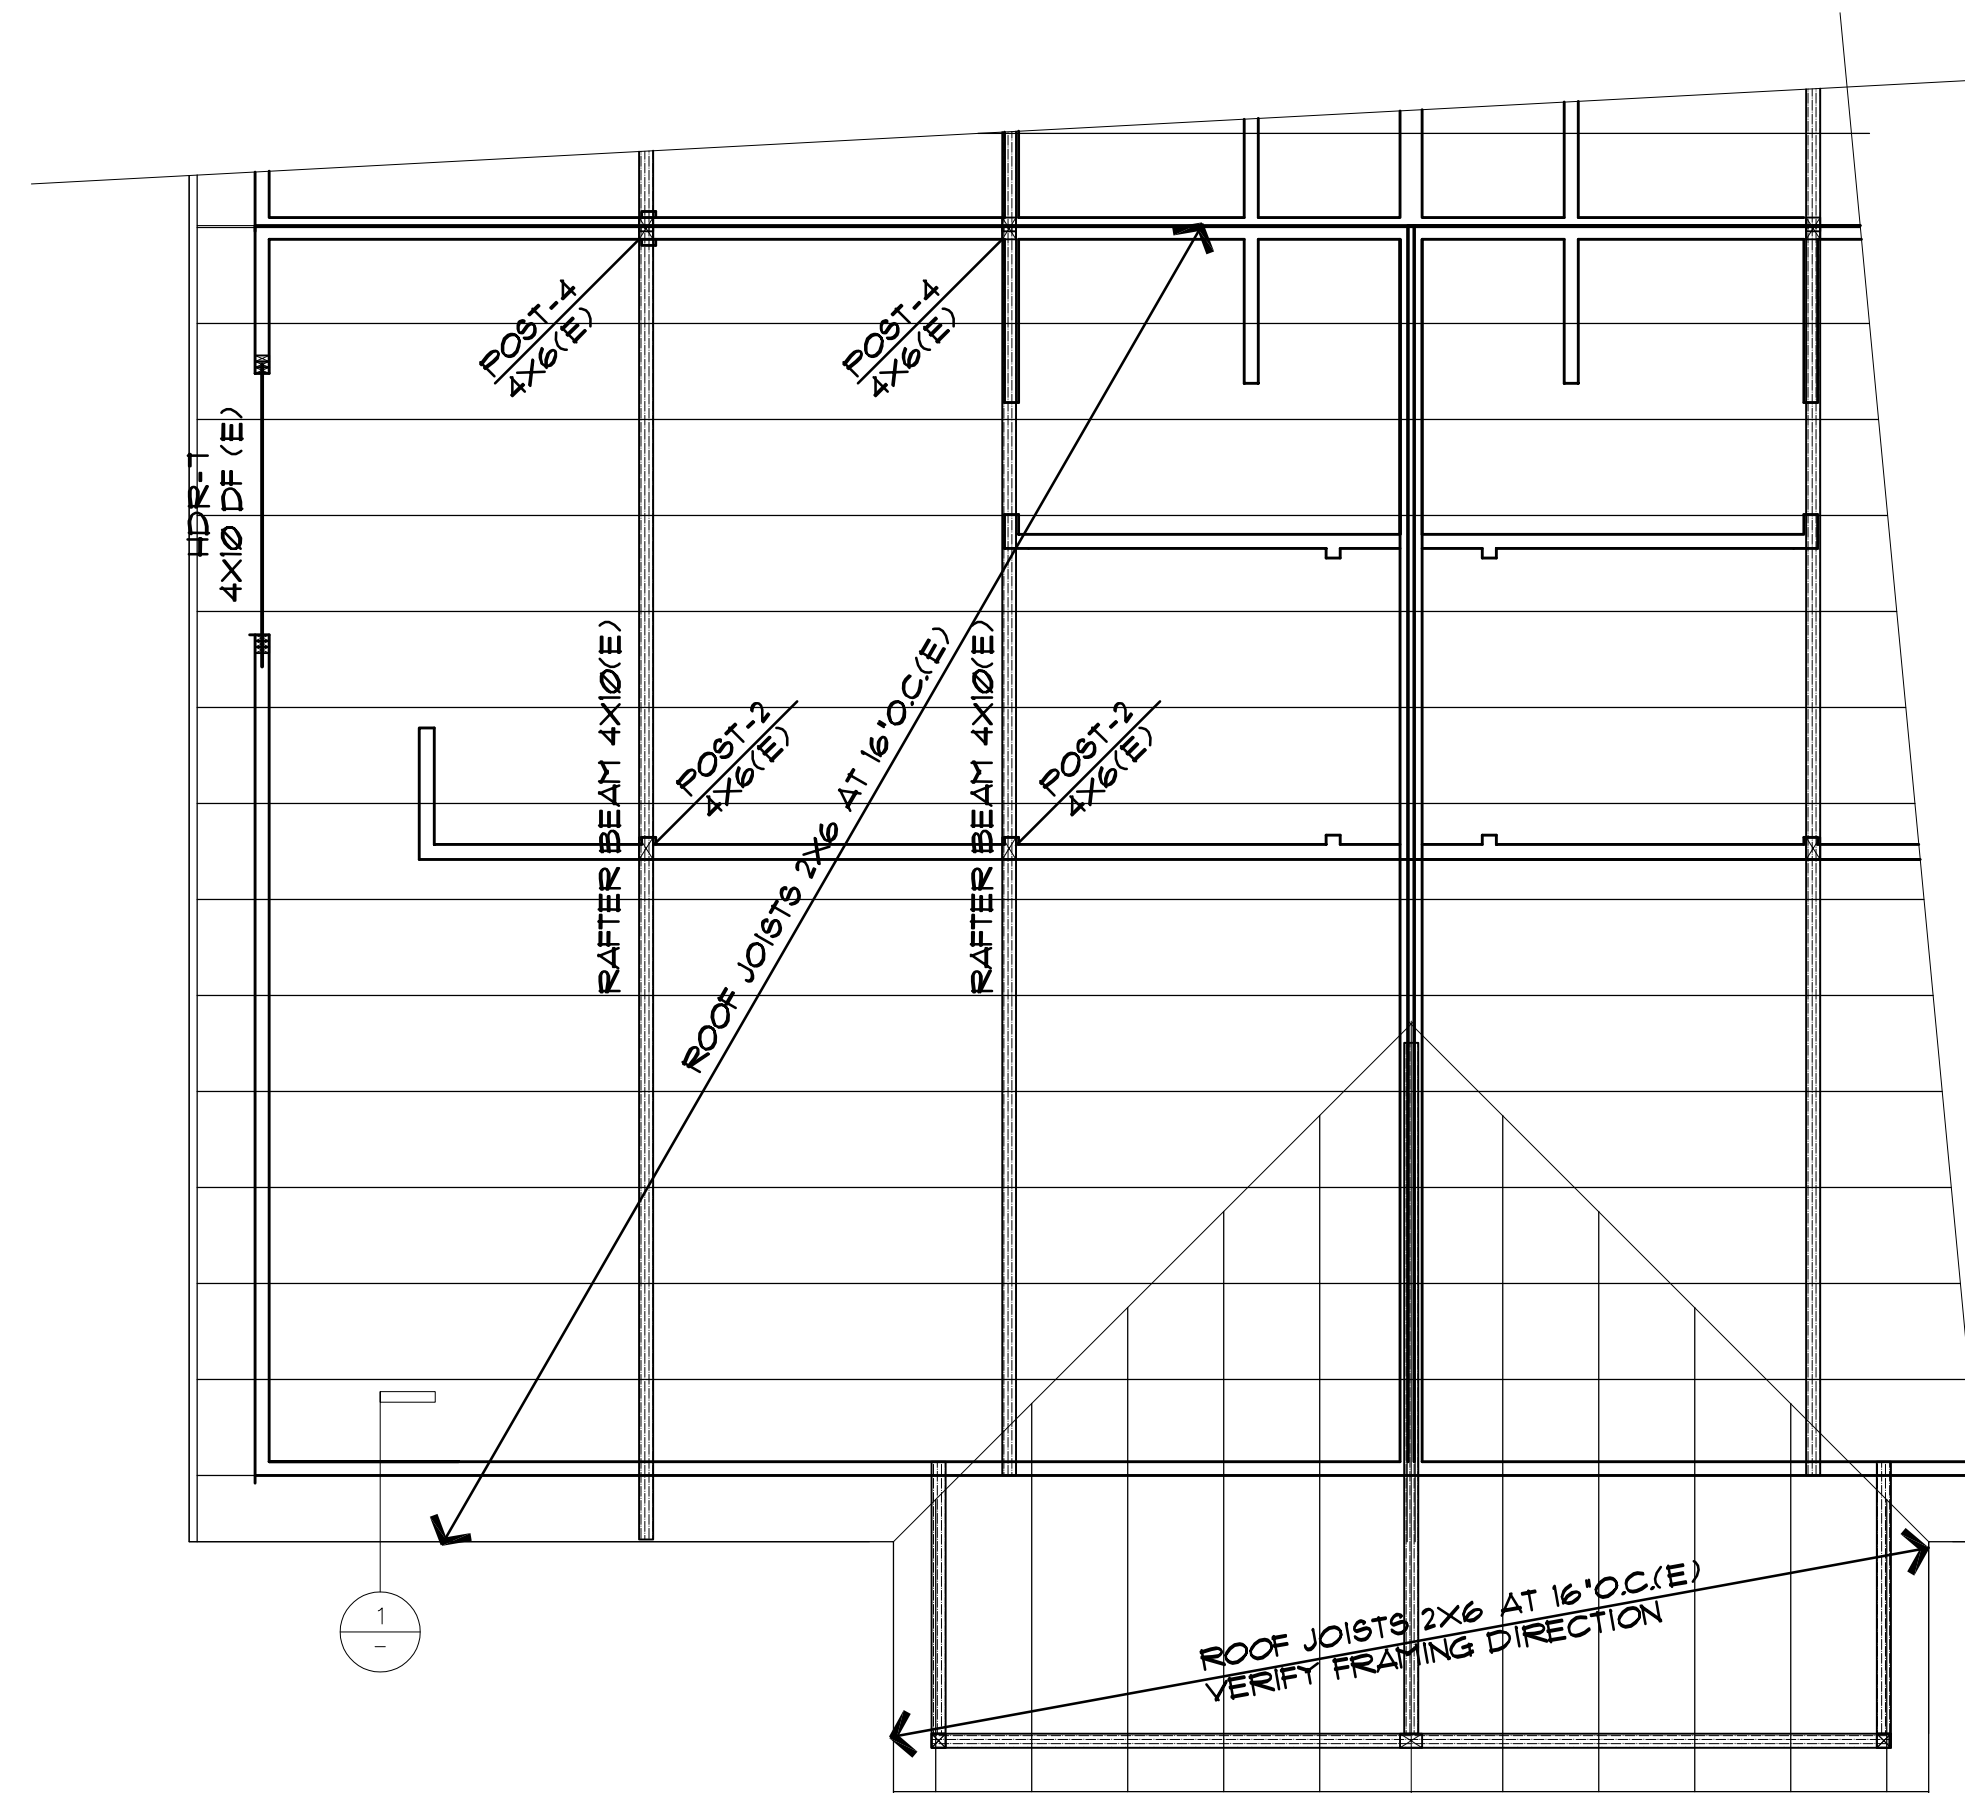 POST-4
4X6(E)
POST-4
4X6(E)
HDR-1
4X10 DF (E)
RAFTER BEAM 4X10(E)
POST-2
4X6(E)
ROOF JOISTS 2X6 AT 16"O.C.(E)
RAFTER BEAM 4X10(E)
POST-2
4X6(E)
1
-
ROOF JOISTS 2X6 AT 16"O.C.(E)
VERIFY FRAMING DIRECTION